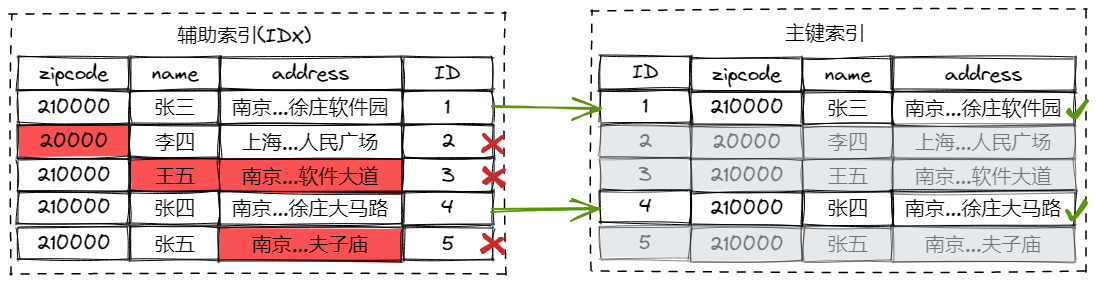 辅助索引(IDX)
zipcode name address ID
210000 张三 南京...徐庄软件园 1
20000 李四 上海...人民广场 2
210000 王五 南京...软件大道 3
210000 张四 南京...徐庄大马路 4
210000 张五 南京...夫子庙 5
主键索引
ID zipcode name address
1 210000 张三 南京...徐庄软件园
2 20000 李四 上海...人民广场
3 210000 王五 南京...软件大道
4 210000 张四 南京...徐庄大马路
5 210000 张五 南京...夫子庙